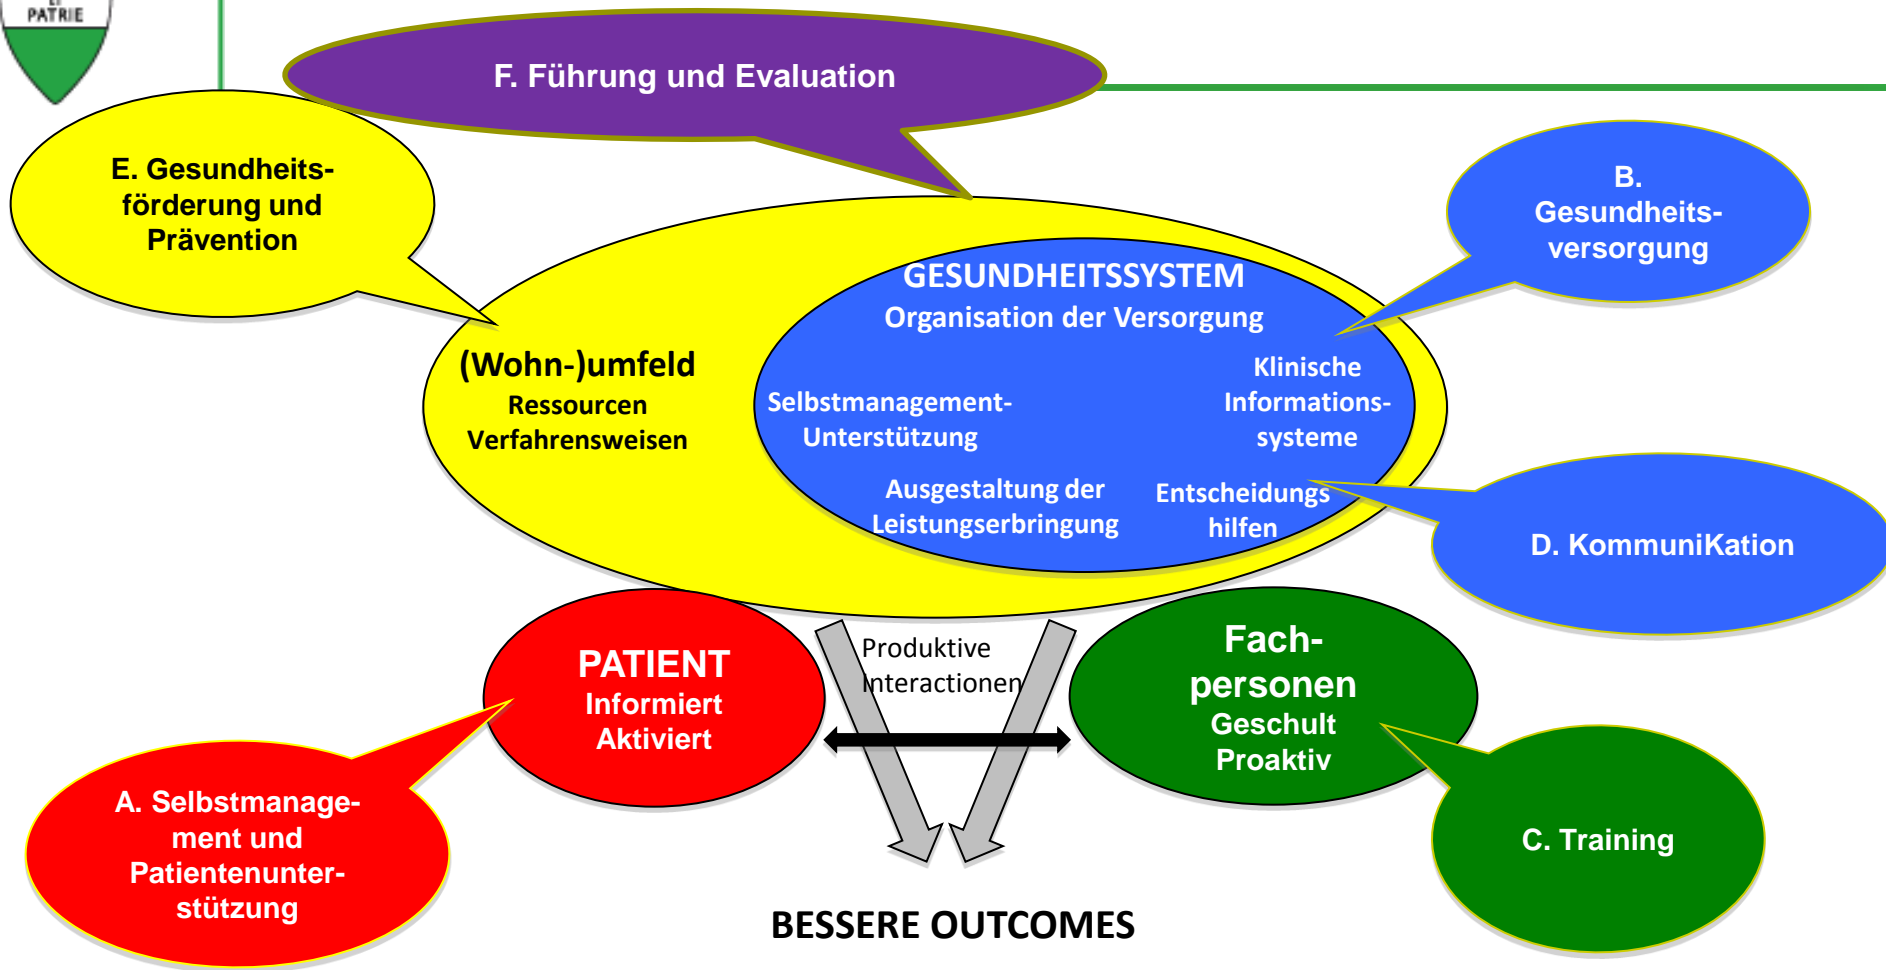 PATRIE
F. Führung und Evaluation
E. Gesundheits-
förderung und
Prävention
B.
Gesundheits-
versorgung
GESUNDHEITSSYSTEM
Organisation der Versorgung
(Wohn-)umfeld
Ressourcen
Verfahrensweisen
Selbstmanagement-
Unterstützung
Klinische
Informations-
systeme
Ausgestaltung der
Leistungserbringung
Entscheidungs
hilfen
D. KommuniKation
PATIENT
Informiert
Aktiviert
Produktive
Interactionen
Fach-
personen
Geschult
Proaktiv
A. Selbstmanage-
ment und
Patientenunter-
stützung
C. Training
BESSERE OUTCOMES